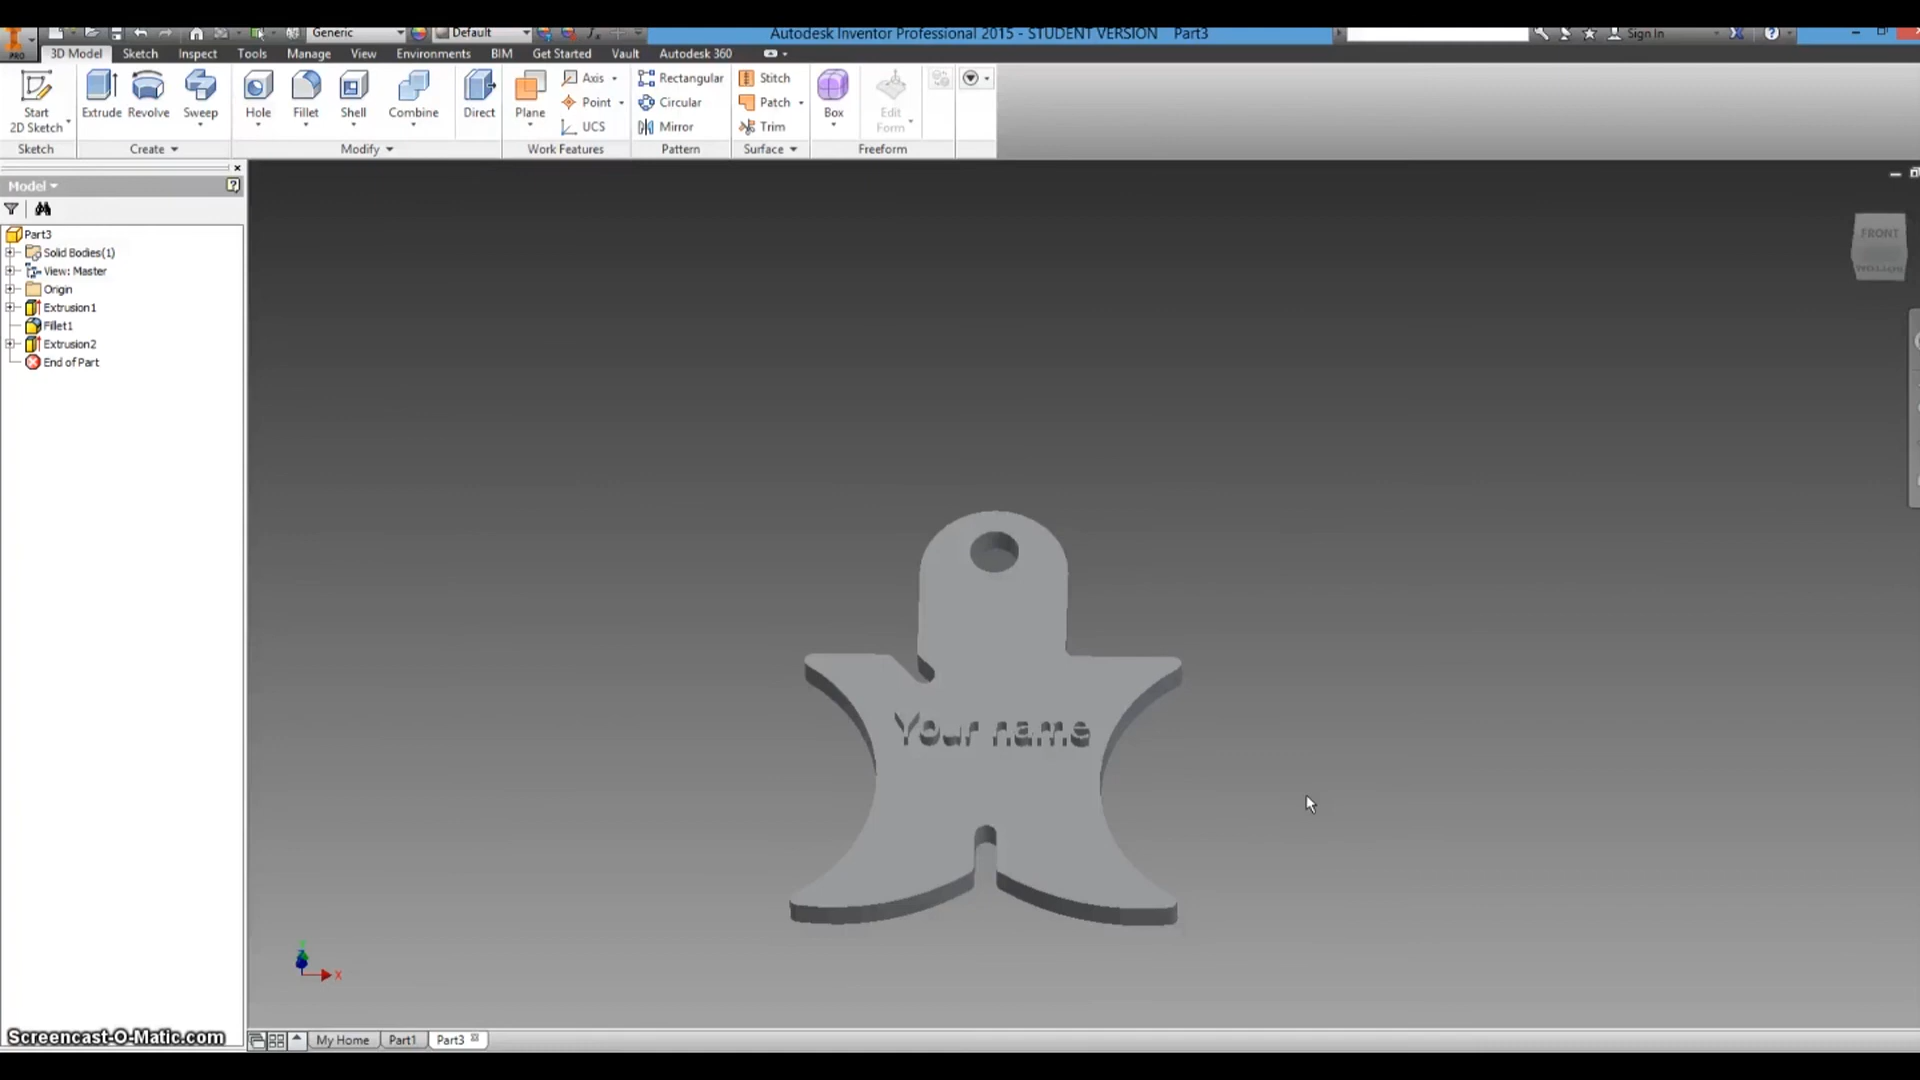 Generic Default Autodesk Inventor Professional 2015 - STUDENT VERSION Part3 Sign In
PRO 3D Model Sketch Inspect Tools Manage View Environments BIM Get Started Vault Autodesk 360
Start 2D Sketch Extrude Revolve Sweep Hole Fillet Shell Combine Direct Plane Axis Point UCS Rectangular Circular Mirror Stitch Patch Trim Box Edit Form
Sketch Create Modify Work Features Pattern Surface Freeform
Model
Part3
Solid Bodies(1)
View: Master
Origin
Extrusion1
Fillet1
Extrusion2
End of Part
FRONT
BOTTOM
Your name
X
Screencast-O-Matic.com
My Home Part1 Part3